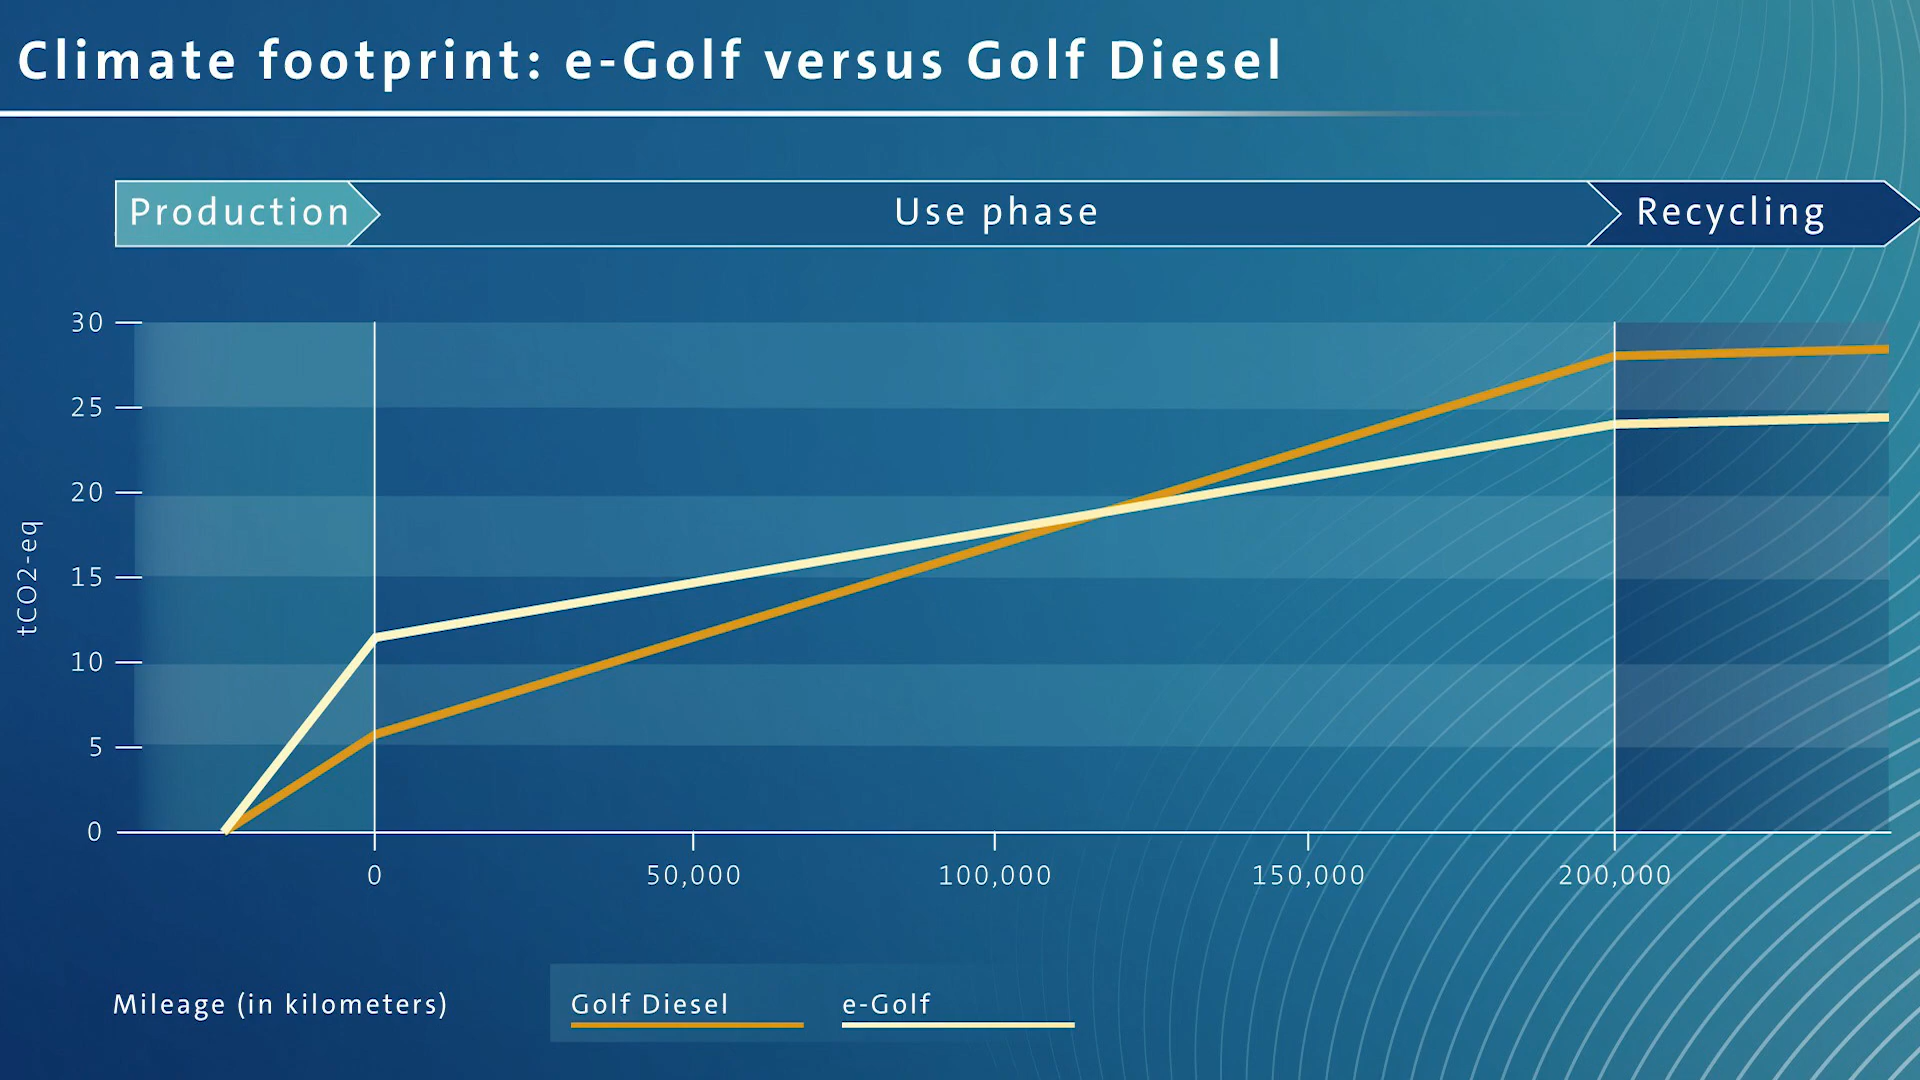 Climate footprint: e-Golf versus Golf Diesel
Production
Use phase
Recycling
30
25
20
15
10
5
0
tCO2-eq
0
50,000
100,000
150,000
200,000
Mileage (in kilometers)
Golf Diesel
e-Golf